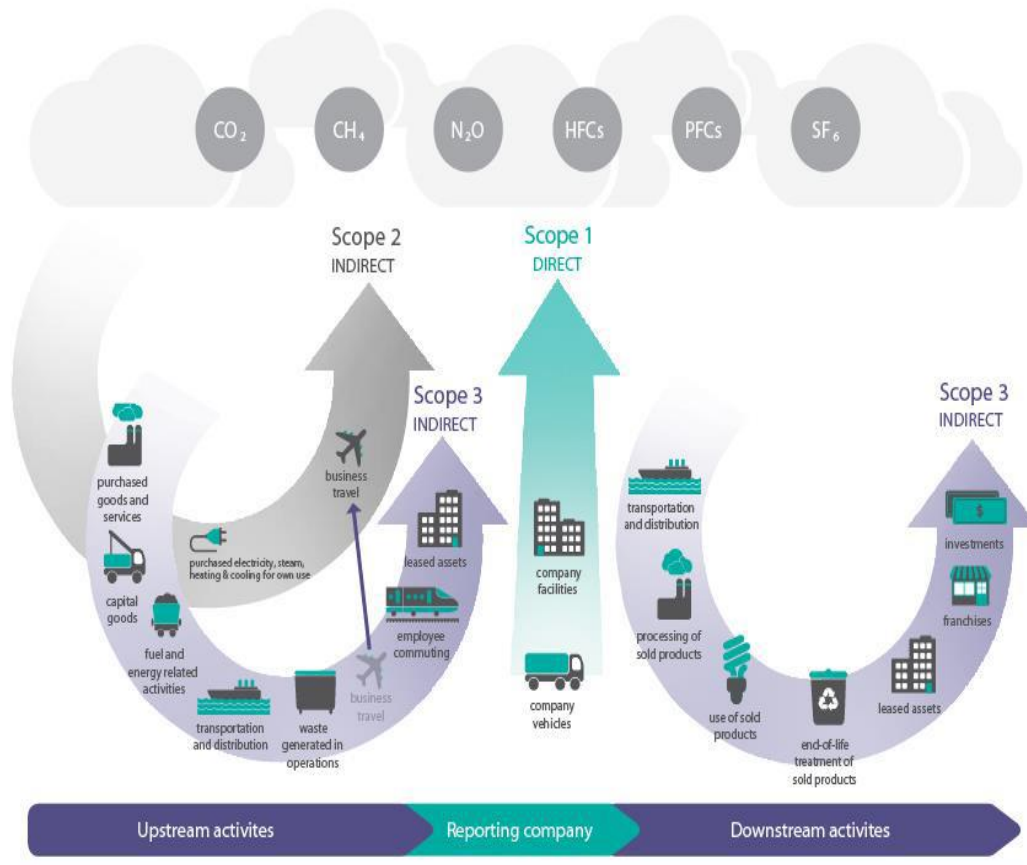 CO₂
CH₄
N₂O
HFCs
PFCs
SF₆
Scope 2
INDIRECT
Scope 1
DIRECT
Scope 3
INDIRECT
Scope 3
INDIRECT
purchased
goods and
services
capital
goods
fuel and
energy related
activities
purchased electricity, steam,
heating & cooling for own use
transportation
and distribution
waste
generated in
operations
business
travel
business
travel
employee
commuting
leased assets
company
facilities
company
vehicles
transportation
and distribution
processing of
sold products
use of sold
products
end-of-life
treatment of
sold products
leased assets
franchises
$
investments
Upstream activites
Reporting company
Downstream activites